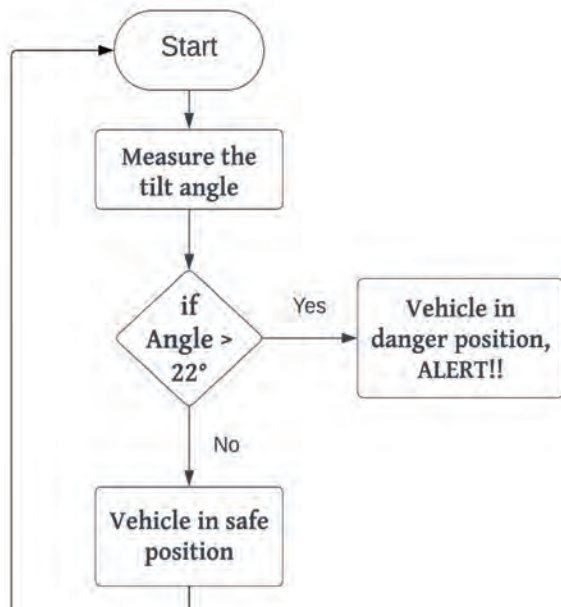 Start
Measure the
tilt angle
if
Angle >
22°
Yes
Vehicle in
danger position,
ALERT!!
No
Vehicle in safe
position